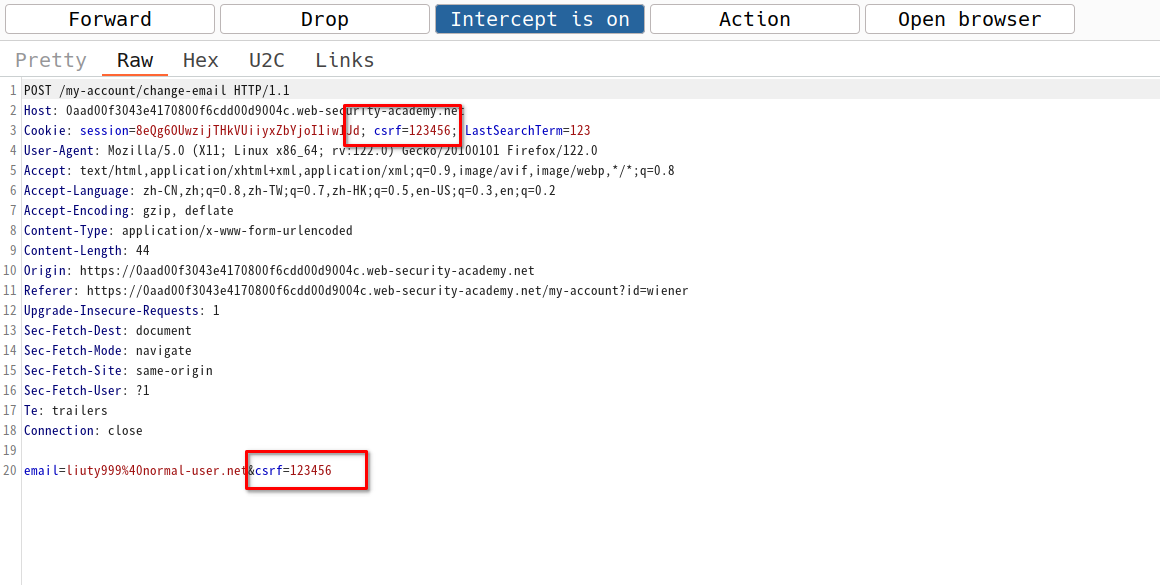 Forward Drop Intercept is on Action Open browser
Pretty Raw Hex U2C Links
1 POST /my-account/change-email HTTP/1.1
2 Host: 0aad00f3043e4170800f6cdd00d9004c.web-security-academy.net
3 Cookie: session=8eQg6OUwzijTHkVUiiyxZbYjoI1iw1Ud; csrf=123456; LastSearchTerm=123
4 User-Agent: Mozilla/5.0 (X11; Linux x86_64; rv:122.0) Gecko/20100101 Firefox/122.0
5 Accept: text/html,application/xhtml+xml,application/xml;q=0.9,image/avif,image/webp,*/*;q=0.8
6 Accept-Language: zh-CN,zh;q=0.8,zh-TW;q=0.7,zh-HK;q=0.5,en-US;q=0.3,en;q=0.2
7 Accept-Encoding: gzip, deflate
8 Content-Type: application/x-www-form-urlencoded
9 Content-Length: 44
10 Origin: https://0aad00f3043e4170800f6cdd00d9004c.web-security-academy.net
11 Referer: https://0aad00f3043e4170800f6cdd00d9004c.web-security-academy.net/my-account?id=wiener
12 Upgrade-Insecure-Requests: 1
13 Sec-Fetch-Dest: document
14 Sec-Fetch-Mode: navigate
15 Sec-Fetch-Site: same-origin
16 Sec-Fetch-User: ?1
17 Te: trailers
18 Connection: close
19
20 email=liuty999%40normal-user.net&csrf=123456